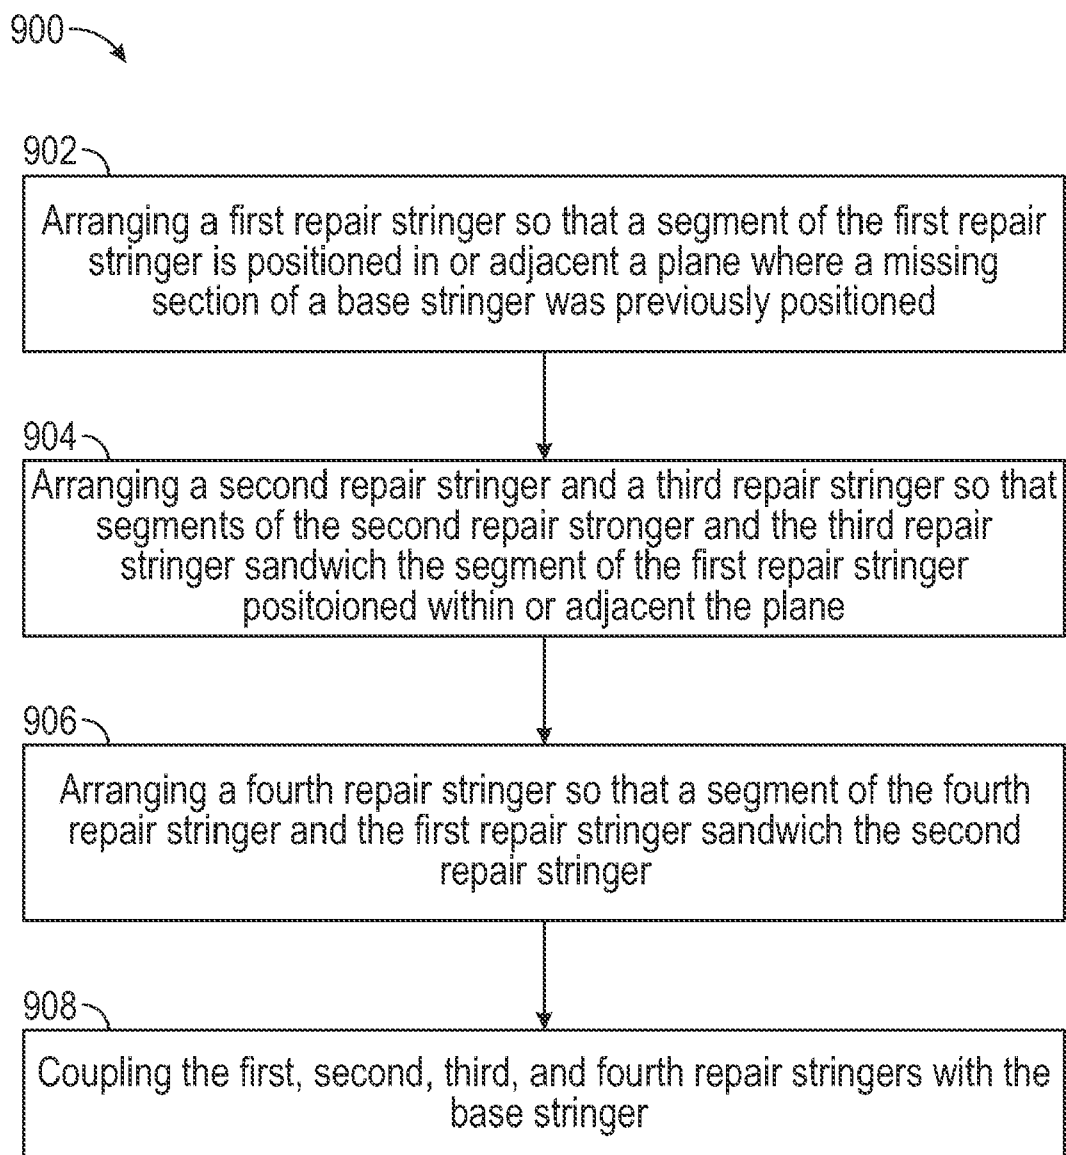 900
902
Arranging a first repair stringer so that a segment of the first repair
stringer is positioned in or adjacent a plane where a missing
section of a base stringer was previously positioned
904
Arranging a second repair stringer and a third repair stringer so that
segments of the second repair stronger and the third repair
stringer sandwich the segment of the first repair stringer
positoioned within or adjacent the plane
906
Arranging a fourth repair stringer so that a segment of the fourth
repair stringer and the first repair stringer sandwich the second
repair stringer
908
Coupling the first, second, third, and fourth repair stringers with the
base stringer